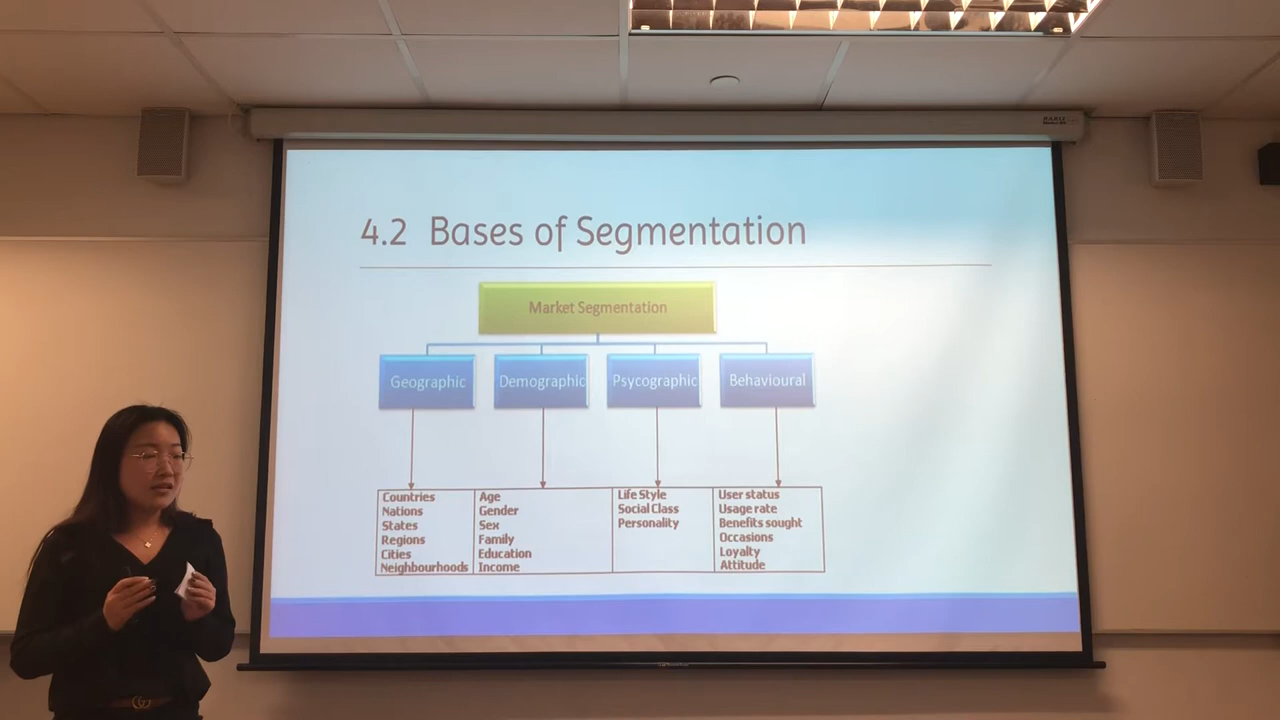 4.2 Bases of Segmentation
Market Segmentation
Geographic
Demographic
Psycographic
Behavioural
Countries
Nations
States
Regions
Cities
Neighbourhoods
Age
Gender
Sex
Family
Education
Income
Life Style
Social Class
Personality
User status
Usage rate
Benefits sought
Occasions
Loyalty
Attitude